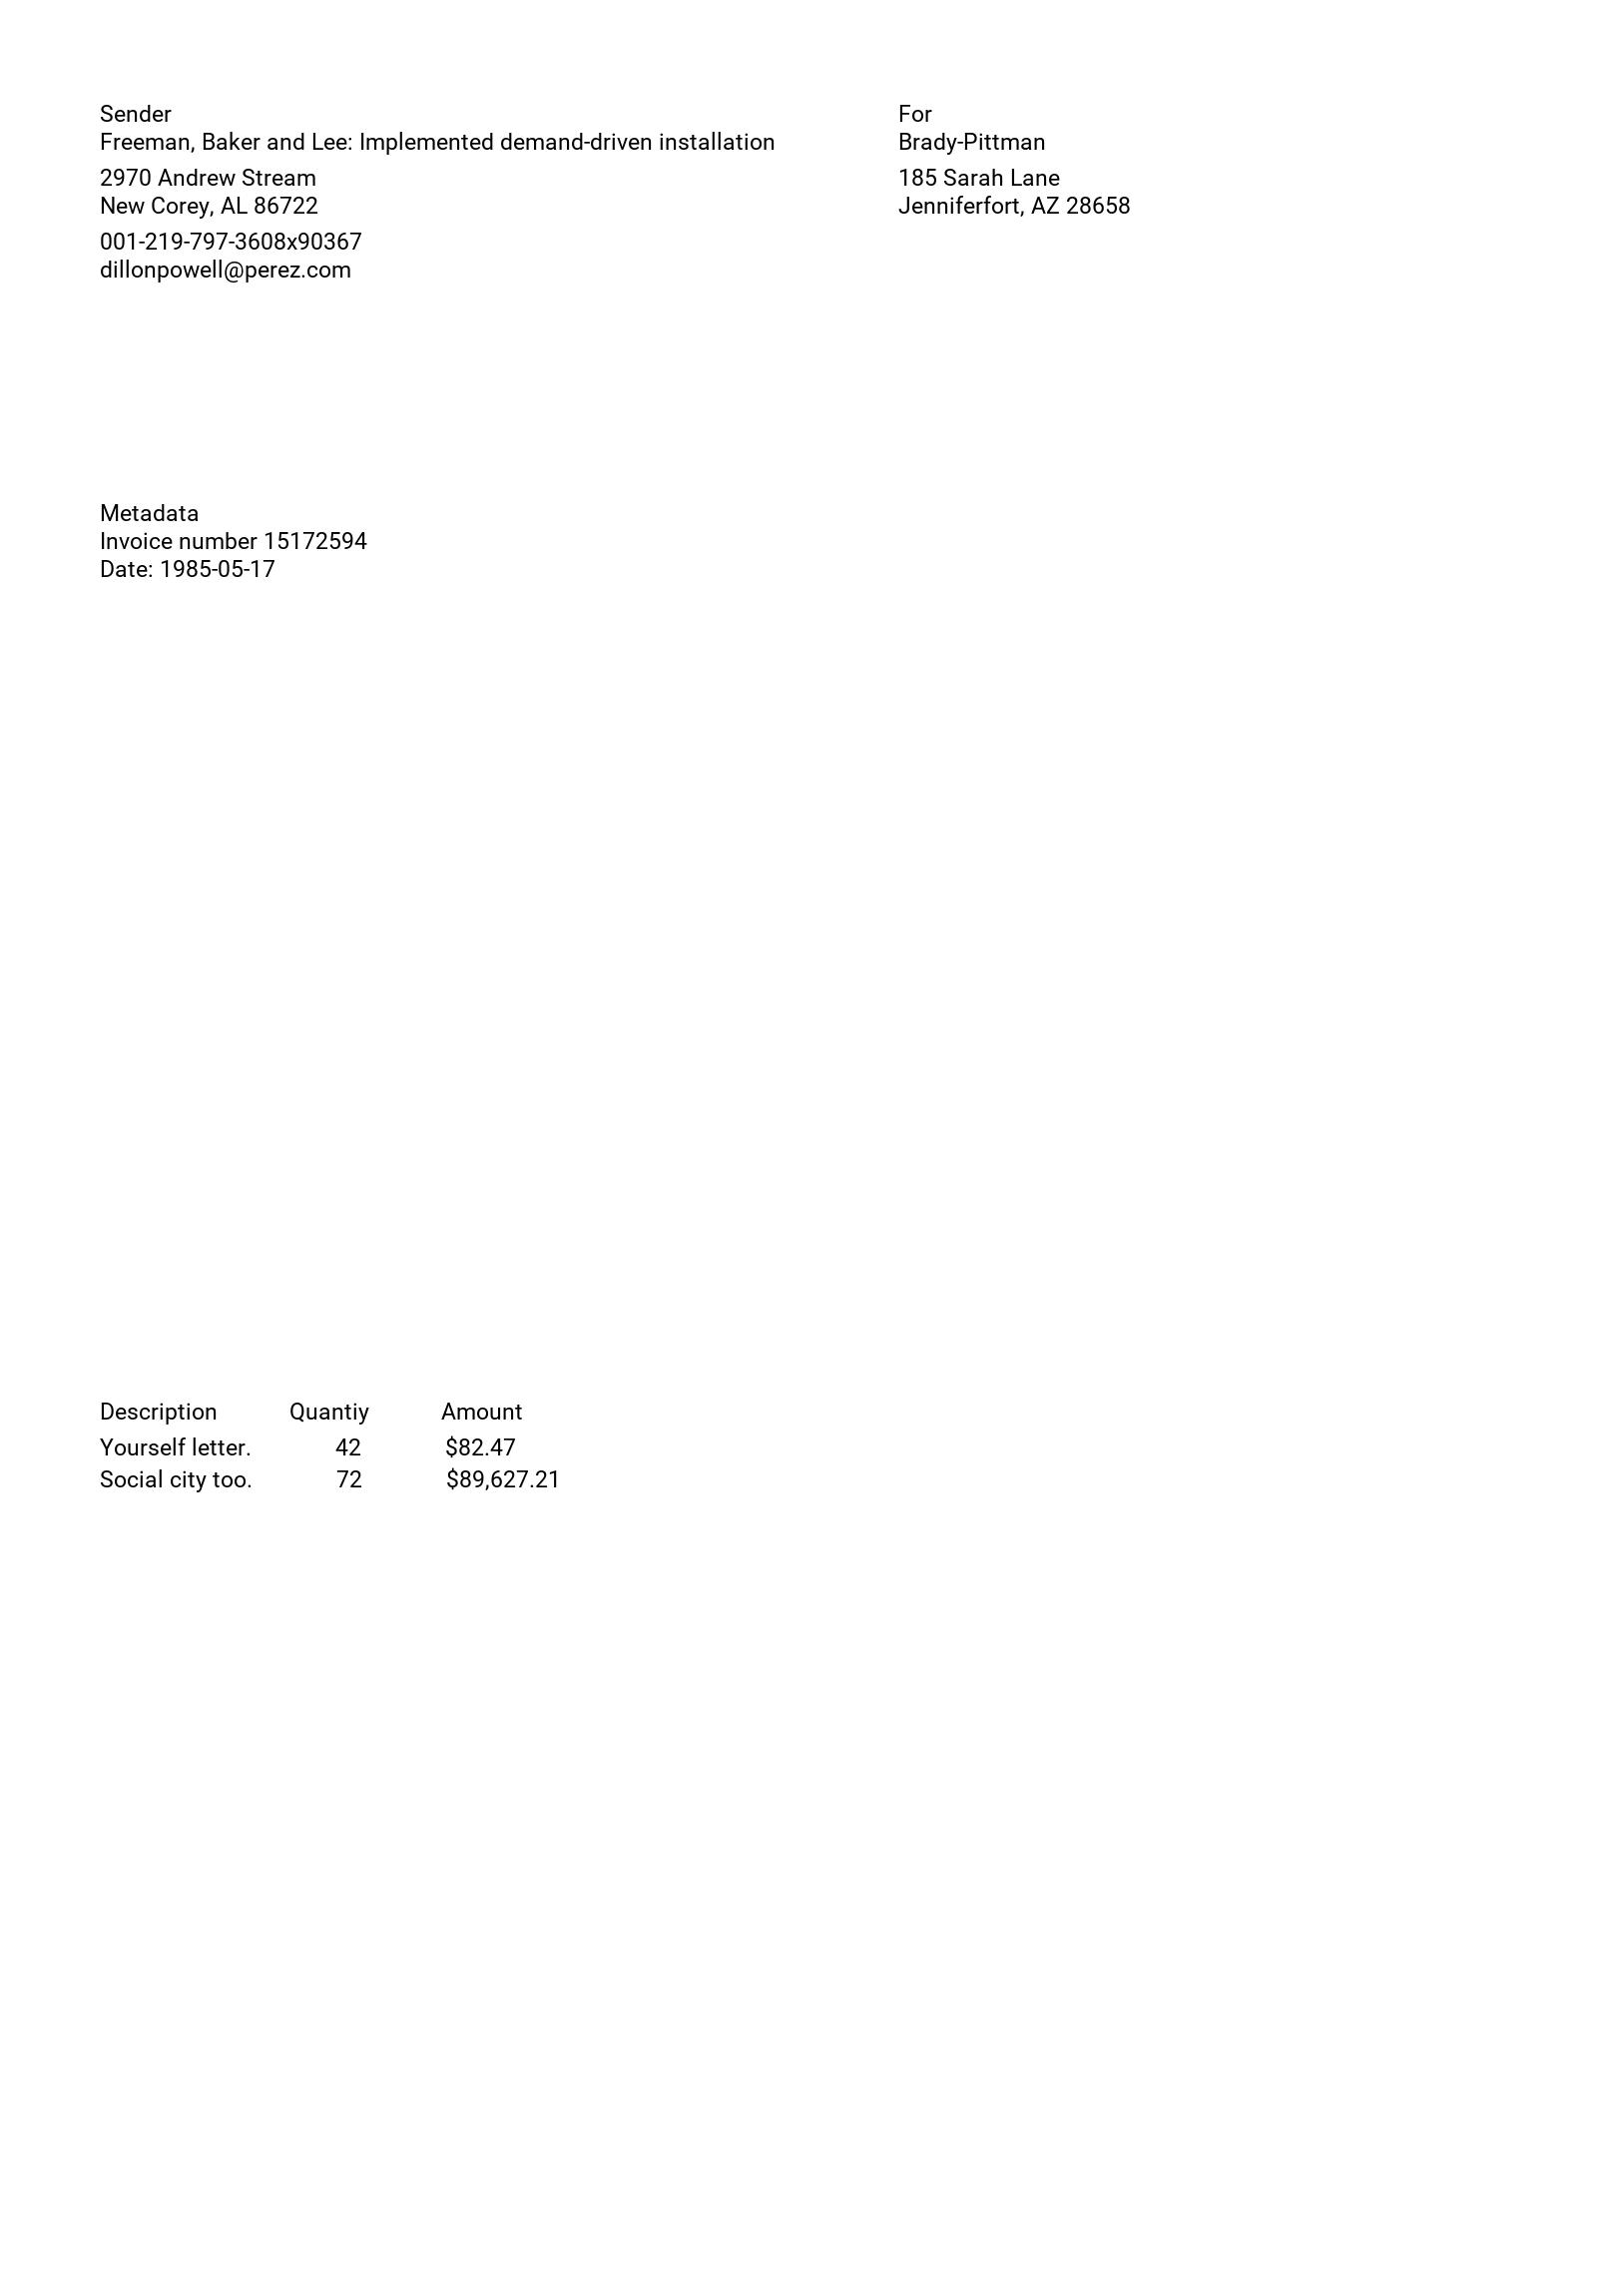 Sender
Freeman, Baker and Lee: Implemented demand-driven installation
2970 Andrew Stream
New Corey, AL 86722
001-219-797-3608x90367
dillonpowell@perez.com
For
Brady-Pittman
185 Sarah Lane
Jenniferfort, AZ 28658
Metadata
Invoice number 15172594
Date: 1985-05-17
Description Quantiy Amount
Yourself letter. 42 $82.47
Social city too. 72 $89,627.21